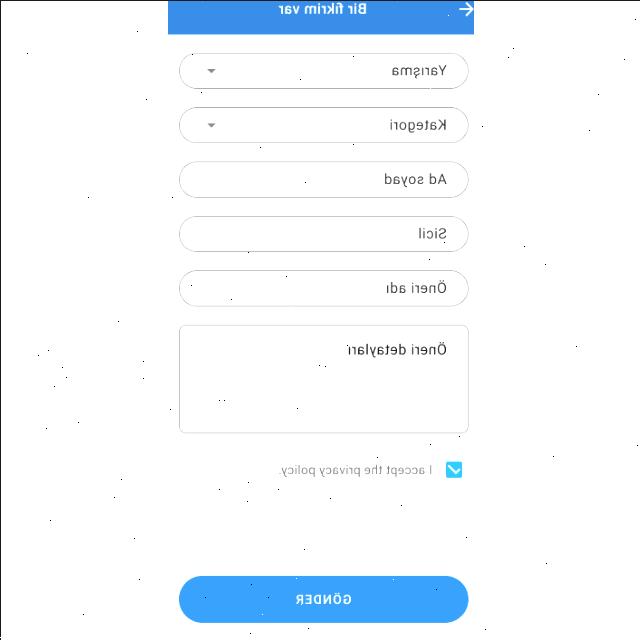 Bir fikrim var
Yarışma
Kategori
Ad soyad
Sicil
Öneri adı
Öneri detayları
I accept the privacy policy.
GÖNDER